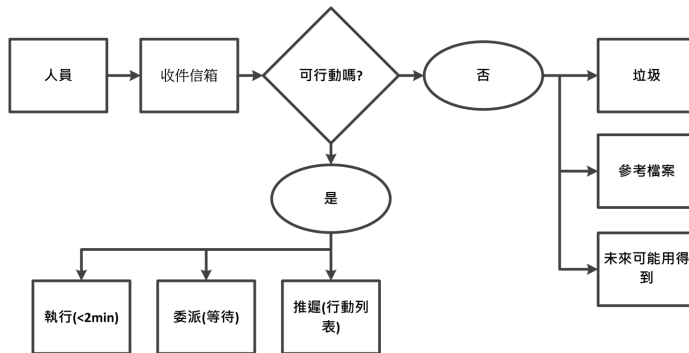 人員
收件信箱
可行動嗎?
否
垃圾
參考檔案
是
未來可能用得
到
執行(<2min)
委派(等待)
推遲(行動列
表)